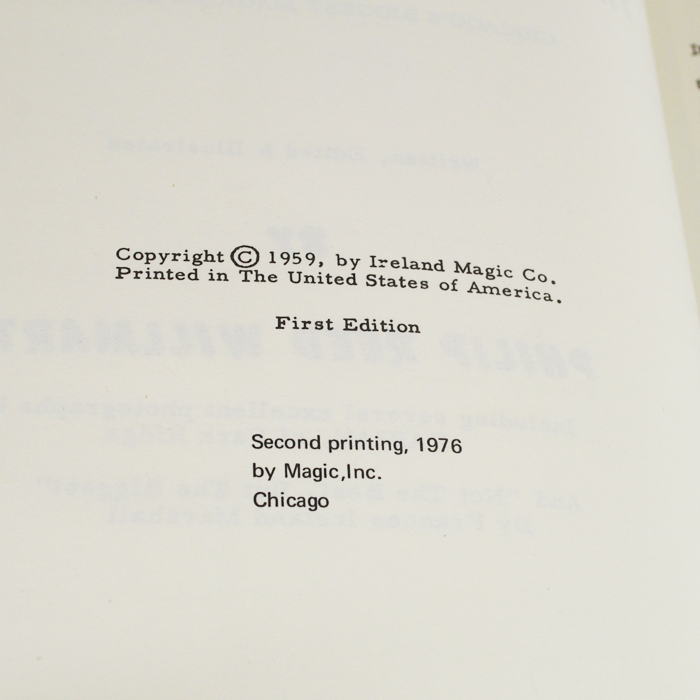 Copyright © 1959, by Ireland Magic Co.
Printed in The United States of America.
First Edition
Second printing, 1976
by Magic,Inc.
Chicago